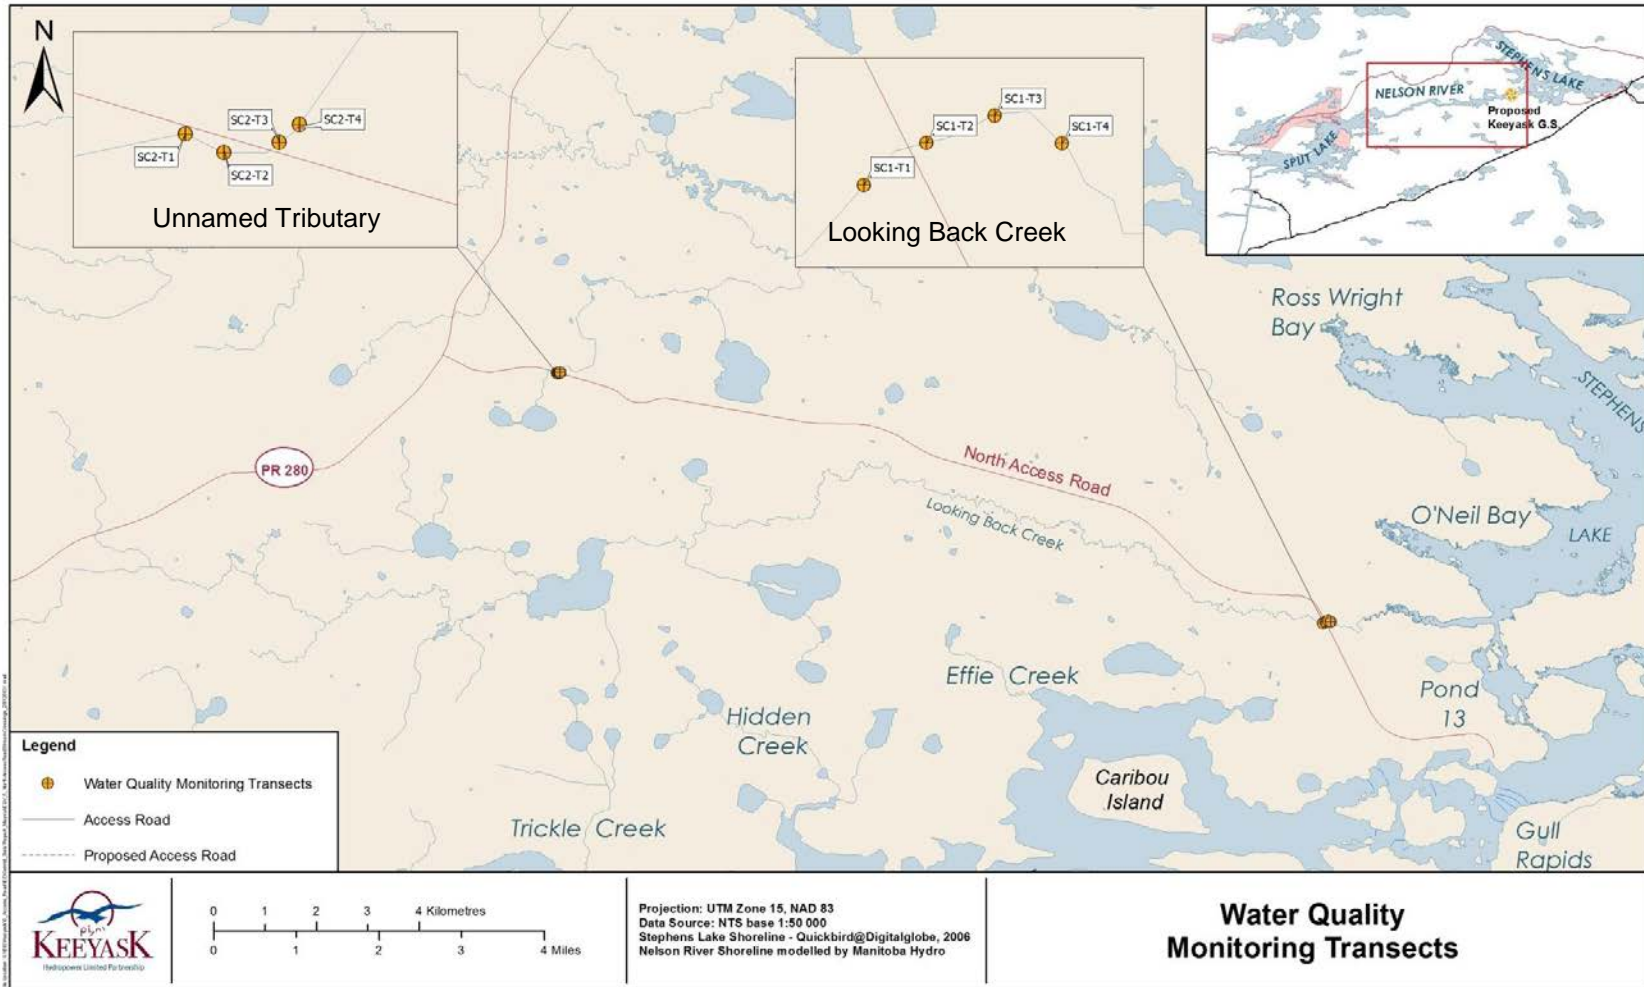 N
SC2-T1
SC2-T2
SC2-T3
SC2-T4
Unnamed Tributary
SC1-T1
SC1-T2
SC1-T3
SC1-T4
Looking Back Creek
STEPHENS LAKE
NELSON RIVER
Proposed
Keeyask G.S.
SPLIT LAKE
Ross Wright
Bay
STEPHENS
PR 280
North Access Road
Looking Back Creek
O'Neil Bay
LAKE
Effie Creek
Pond
13
Hidden
Creek
Caribou
Island
Trickle Creek
Gull
Rapids
Legend
Water Quality Monitoring Transects
Access Road
Proposed Access Road
KEEYASK
Hydropower Limited Partnership
0 1 2 3 4 Kilometres
0 1 2 3 4 Miles
Projection: UTM Zone 15, NAD 83
Data Source: NTS base 1:50 000
Stephens Lake Shoreline - Quickbird@Digitalglobe, 2006
Nelson River Shoreline modelled by Manitoba Hydro
Water Quality
Monitoring Transects